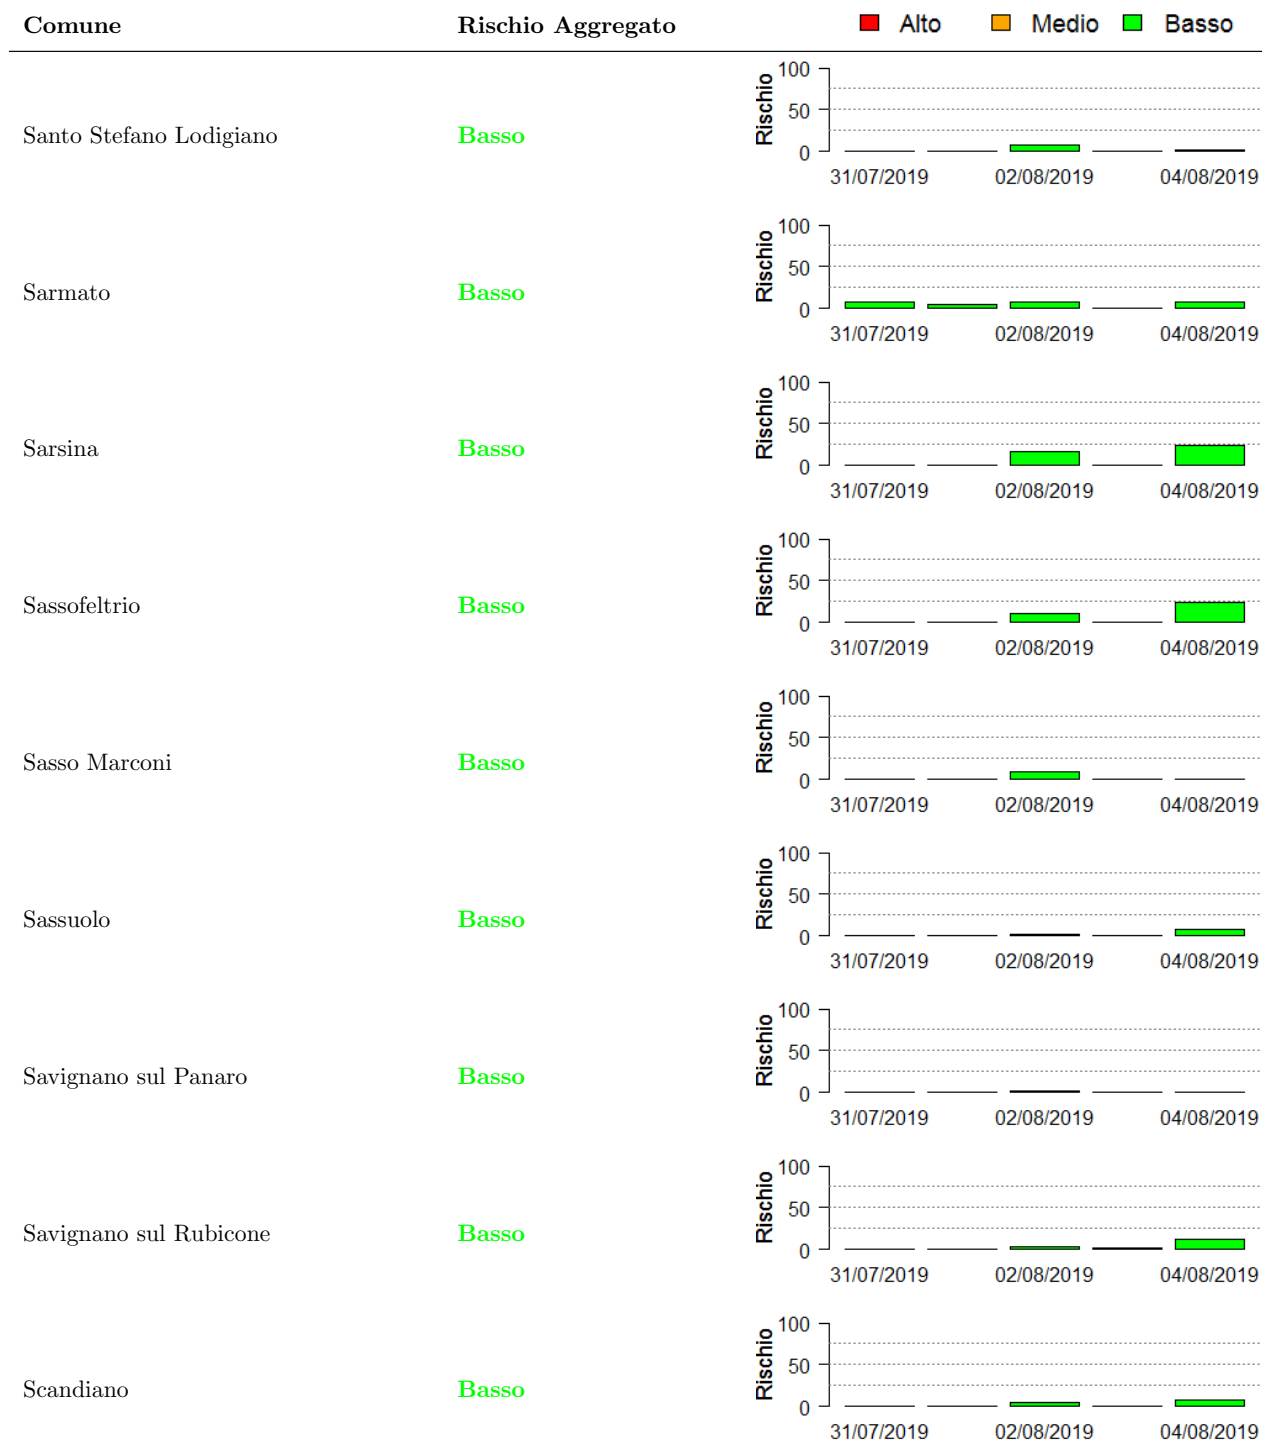 Comune Rischio Aggregato Alto Medio Basso
100
50
0
Rischio
Santo Stefano Lodigiano Basso
31/07/2019 02/08/2019 04/08/2019
100
50
0
Rischio
Sarmato Basso
31/07/2019 02/08/2019 04/08/2019
100
50
0
Rischio
Sarsina Basso
31/07/2019 02/08/2019 04/08/2019
100
50
0
Rischio
Sassofeltrio Basso
31/07/2019 02/08/2019 04/08/2019
100
50
0
Rischio
Sasso Marconi Basso
31/07/2019 02/08/2019 04/08/2019
100
50
0
Rischio
Sassuolo Basso
31/07/2019 02/08/2019 04/08/2019
100
50
0
Rischio
Savignano sul Panaro Basso
31/07/2019 02/08/2019 04/08/2019
100
50
0
Rischio
Savignano sul Rubicone Basso
31/07/2019 02/08/2019 04/08/2019
100
50
0
Rischio
Scandiano Basso
31/07/2019 02/08/2019 04/08/2019